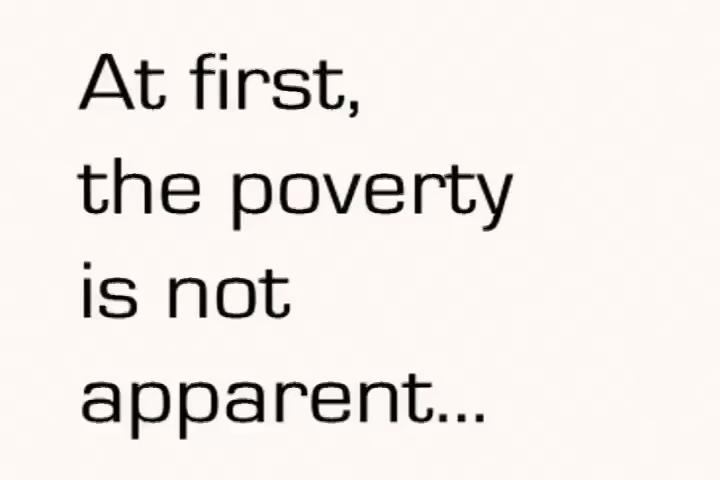 At first,
the poverty
is not
apparent...